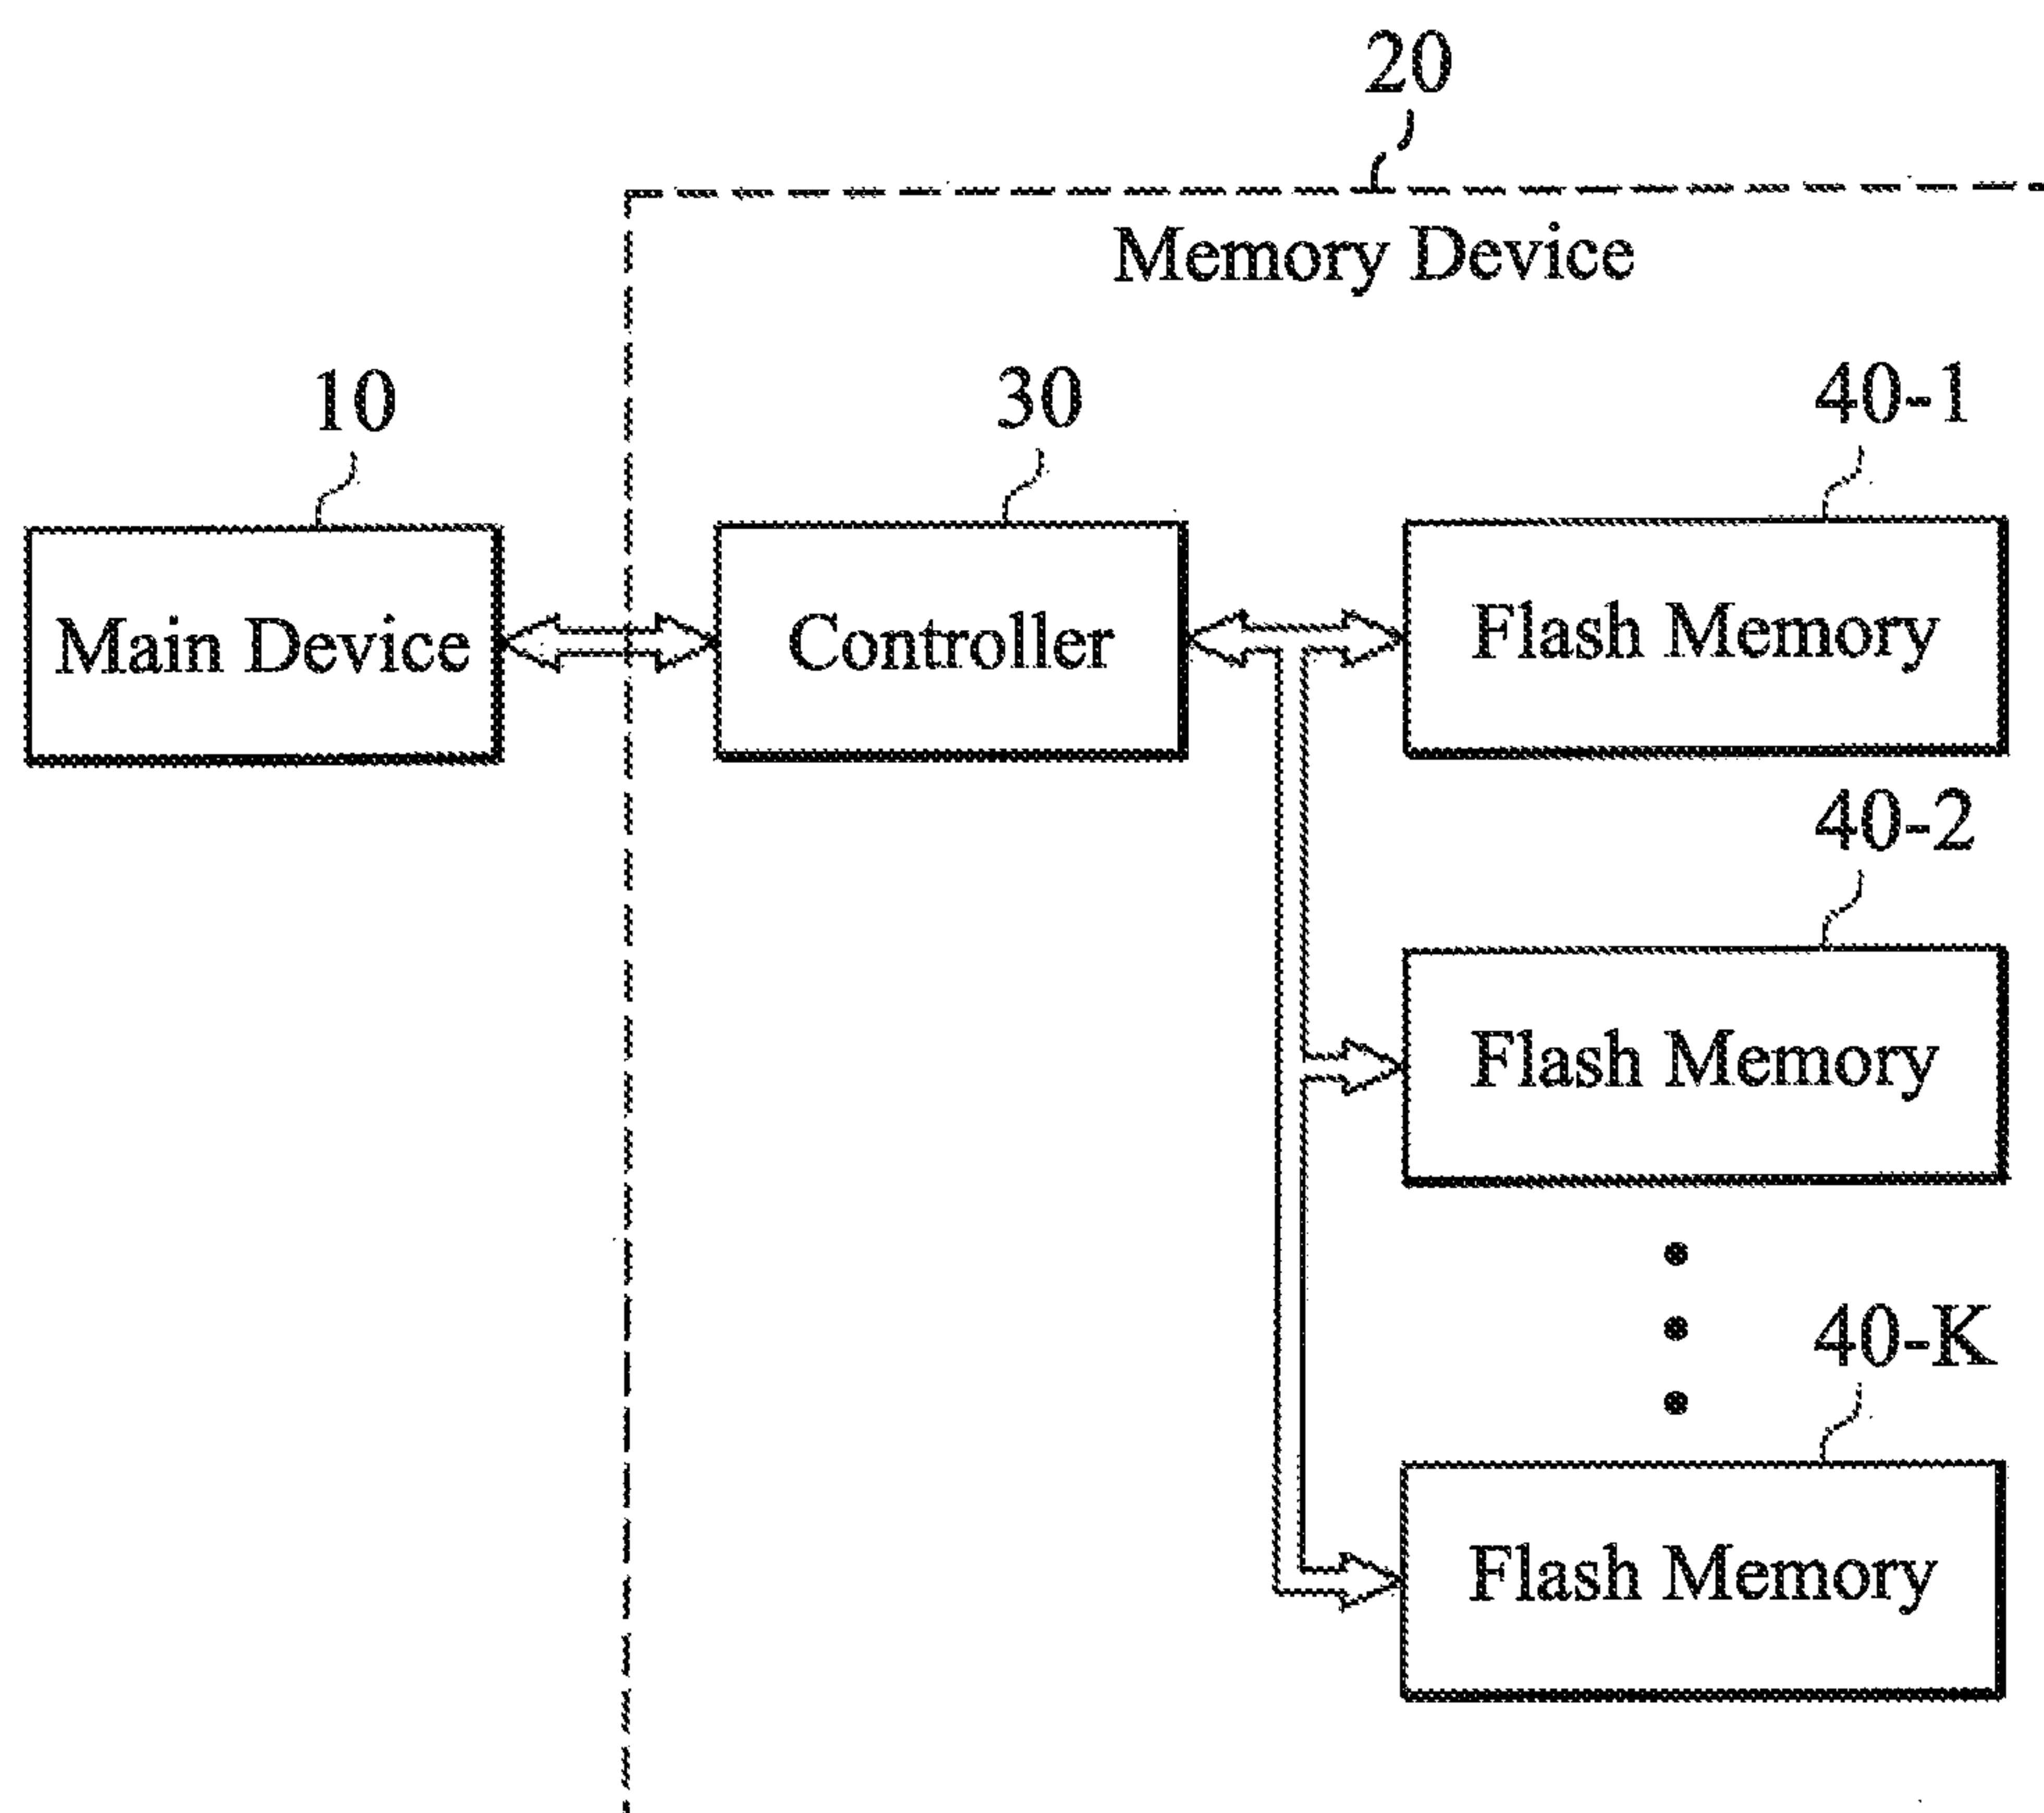 20
Memory Device
10
30
40-1
Main Device
Controller
Flash Memory
40-2
Flash Memory
40-K
Flash Memory